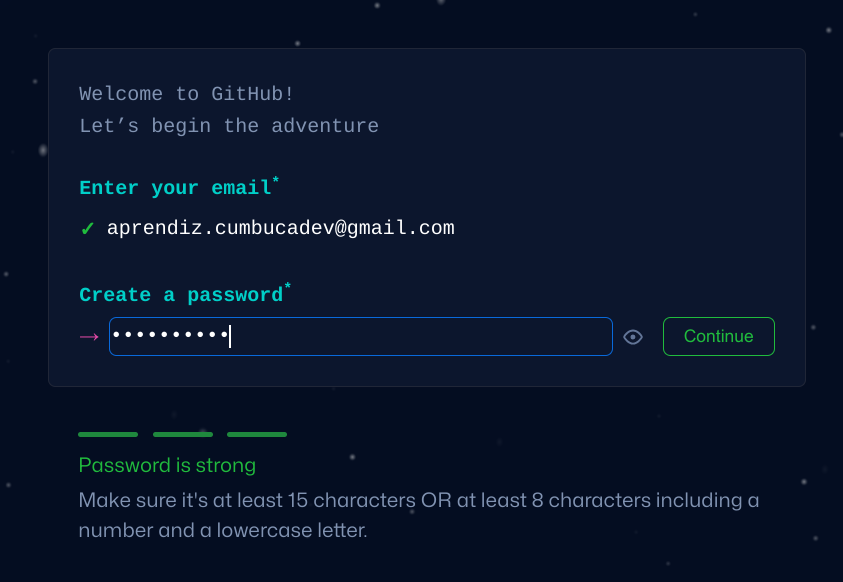 Welcome to GitHub!
Let’s begin the adventure
Enter your email*
✓ aprendiz.cumbucadev@gmail.com
Create a password*
→ ••••••••••
Continue
Password is strong
Make sure it's at least 15 characters OR at least 8 characters including a
number and a lowercase letter.